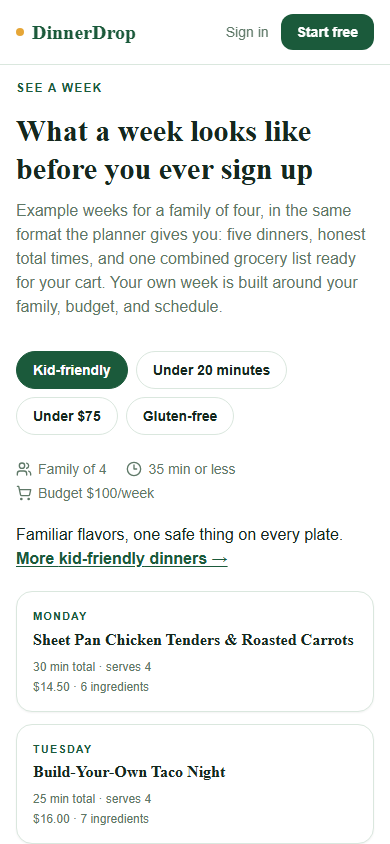 DinnerDrop
Sign in
Start free
SEE A WEEK
What a week looks like
before you ever sign up
Example weeks for a family of four, in the same
format the planner gives you: five dinners, honest
total times, and one combined grocery list ready
for your cart. Your own week is built around your
family, budget, and schedule.
Kid-friendly
Under 20 minutes
Under $75
Gluten-free
Family of 4
35 min or less
Budget $100/week
Familiar flavors, one safe thing on every plate.
More kid-friendly dinners →
MONDAY
Sheet Pan Chicken Tenders & Roasted Carrots
30 min total · serves 4
$14.50 · 6 ingredients
TUESDAY
Build-Your-Own Taco Night
25 min total · serves 4
$16.00 · 7 ingredients